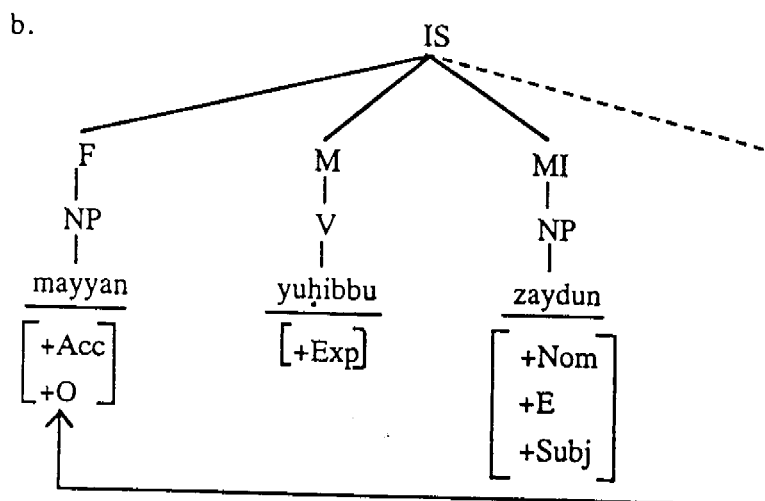 b.
IS
F M MI
NP V NP
mayyan yuḥibbu zaydun
+Acc +Exp +Nom
+O +E
+Subj